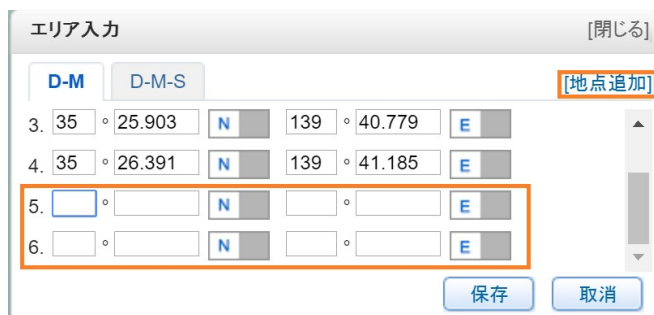 エリア入力 [閉じる]
D-M D-M-S [地点追加]
3. 35 ° 25.903 N 139 ° 40.779 E
4. 35 ° 26.391 N 139 ° 41.185 E
5. ° N ° E
6. ° N ° E
保存 取消